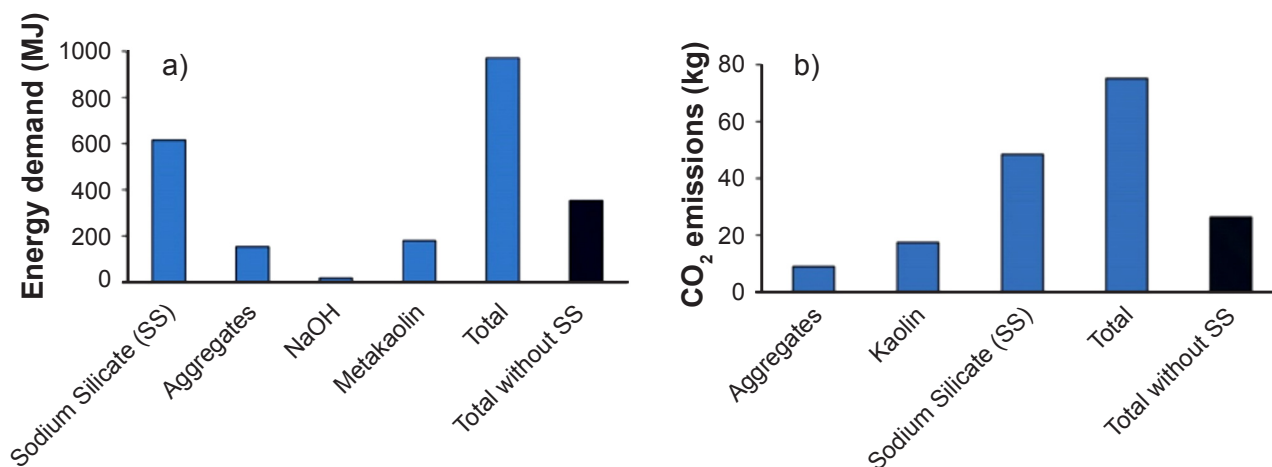 Energy demand (MJ)
1000
800
600
400
200
0
a)
Sodium Silicate (SS)
Aggregates
NaOH
Metakaolin
Total
Total without SS
CO₂ emissions (kg)
80
60
40
20
0
b)
Aggregates
Kaolin
Sodium Silicate (SS)
Total
Total without SS